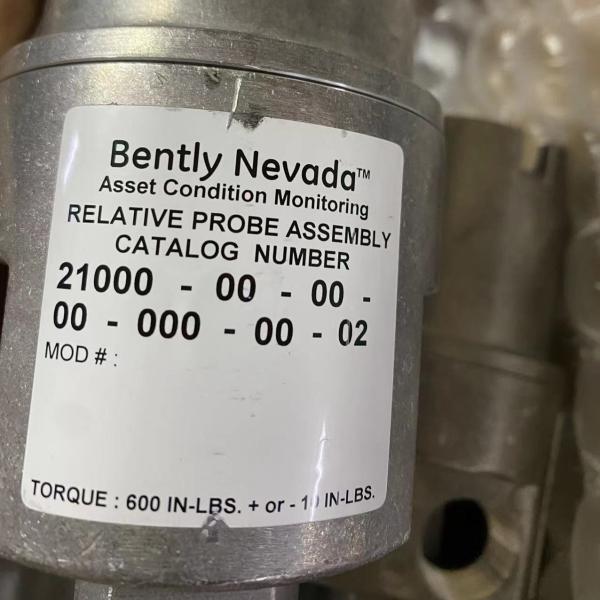 Bently Nevada™
Asset Condition Monitoring
RELATIVE PROBE ASSEMBLY
CATALOG NUMBER
21000 - 00 - 00 -
00 - 000 - 00 - 02
MOD # :
TORQUE : 600 IN-LBS. + or - IN-LBS.